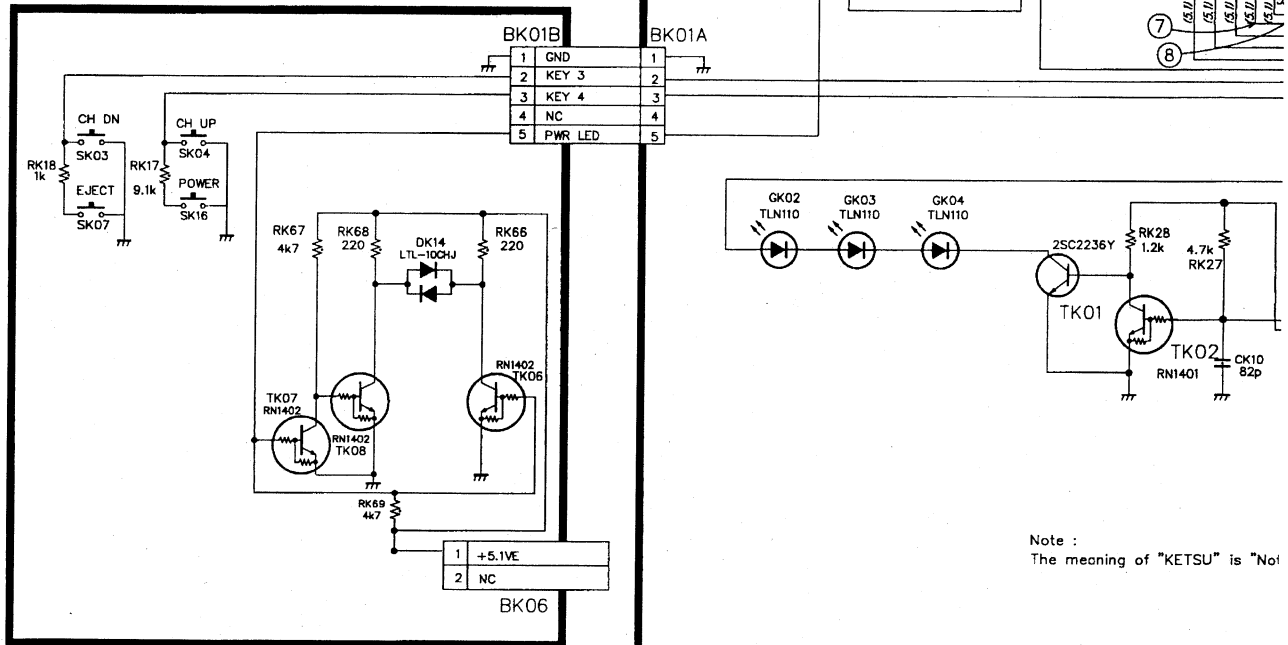 BK01B
BK01A
1 GND 1
2 KEY 3 2
3 KEY 4 3
4 NC 4
5 PWR LED 5
7
8
CH DN
SK03
RK18
1k
EJECT
SK07
CH UP
SK04
RK17
9.1k
POWER
SK16
RK67
4k7
RK68
220
DK14
LTL-10CHJ
RK66
220
TK07
RN1402
RN1402
TK08
RN1402
TK06
RK69
4k7
1 +5.1VE
2 NC
BK06
GK02
TLN110
GK03
TLN110
GK04
TLN110
2SC2236Y
TK01
RK28
1.2k
4.7k
RK27
TK02
RN1401
CK10
82p
Note :
The meaning of "KETSU" is "Not